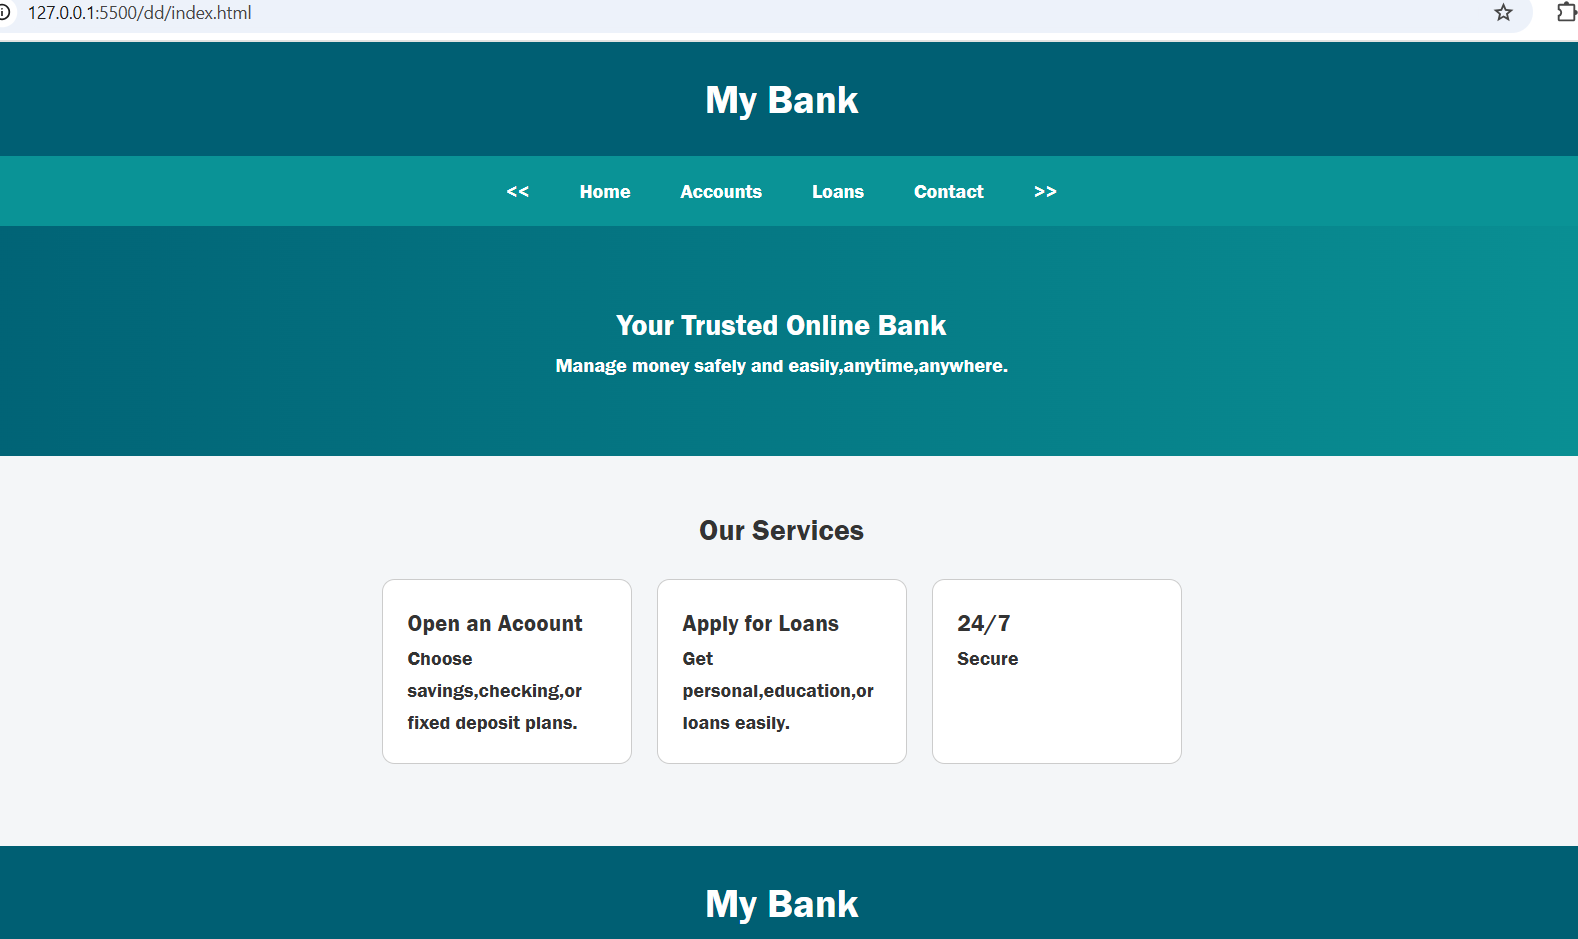 127.0.0.1:5500/dd/index.html
My Bank
<< Home Accounts Loans Contact >>
Your Trusted Online Bank
Manage money safely and easily,anytime,anywhere.
Our Services
Open an Acoount
Choose
savings,checking,or
fixed deposit plans.
Apply for Loans
Get
personal,education,or
loans easily.
24/7
Secure
My Bank